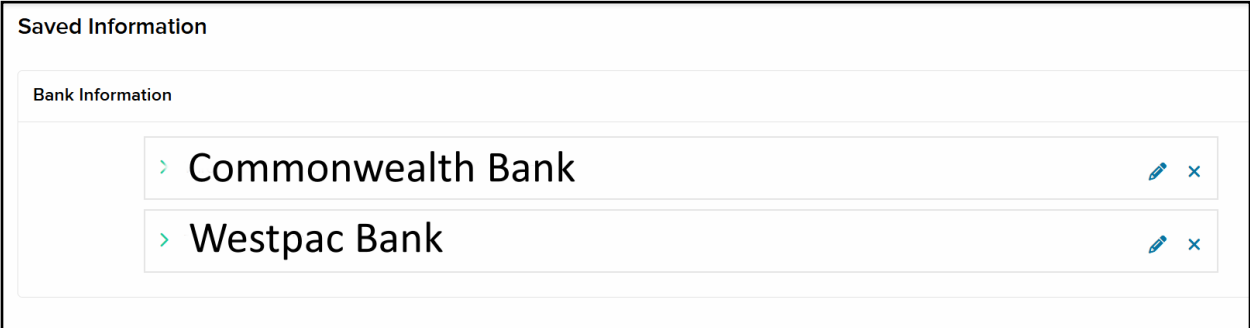 Saved Information
Bank Information
Commonwealth Bank
Westpac Bank